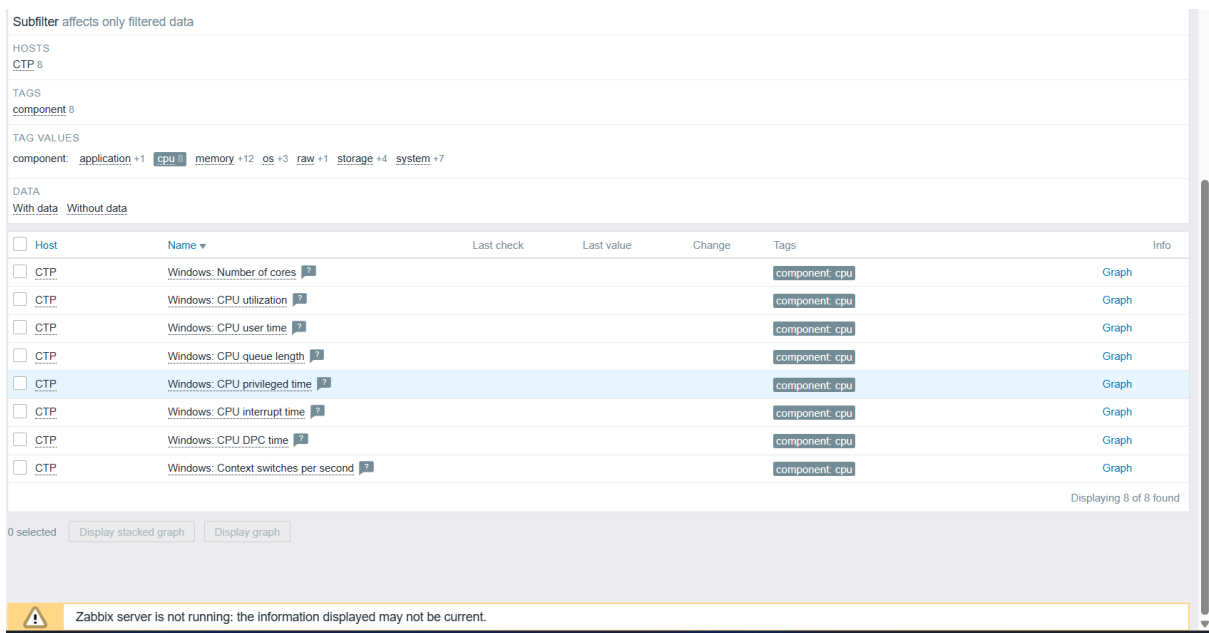 Subfilter affects only filtered data
HOSTS
CTP 8
TAGS
component 8
TAG VALUES
component: application +1 cpu 8 memory +12 os +3 raw +1 storage +4 system +7
DATA
With data Without data
Host Name Last check Last value Change Tags Info
CTP Windows: Number of cores ? component: cpu Graph
CTP Windows: CPU utilization ? component: cpu Graph
CTP Windows: CPU user time ? component: cpu Graph
CTP Windows: CPU queue length ? component: cpu Graph
CTP Windows: CPU privileged time ? component: cpu Graph
CTP Windows: CPU interrupt time ? component: cpu Graph
CTP Windows: CPU DPC time ? component: cpu Graph
CTP Windows: Context switches per second ? component: cpu Graph
Displaying 8 of 8 found
0 selected Display stacked graph Display graph
Zabbix server is not running: the information displayed may not be current.